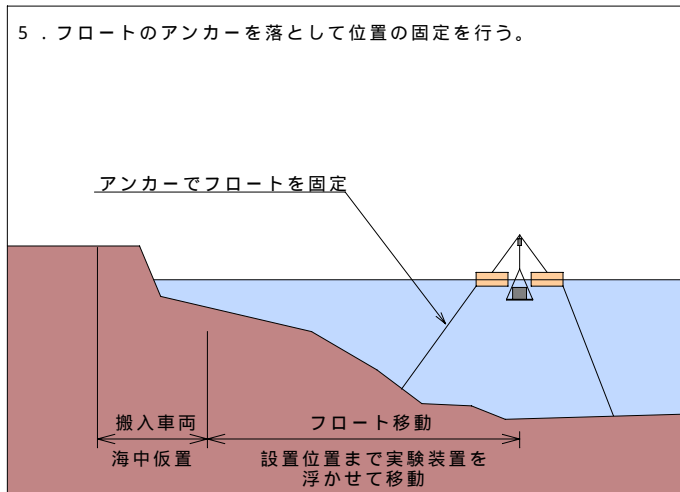 5．フロートのアンカーを落として位置の固定を行う。
アンカーでフロートを固定
搬入車両
フロート移動
海中仮置
設置位置まで実験装置を
浮かせて移動